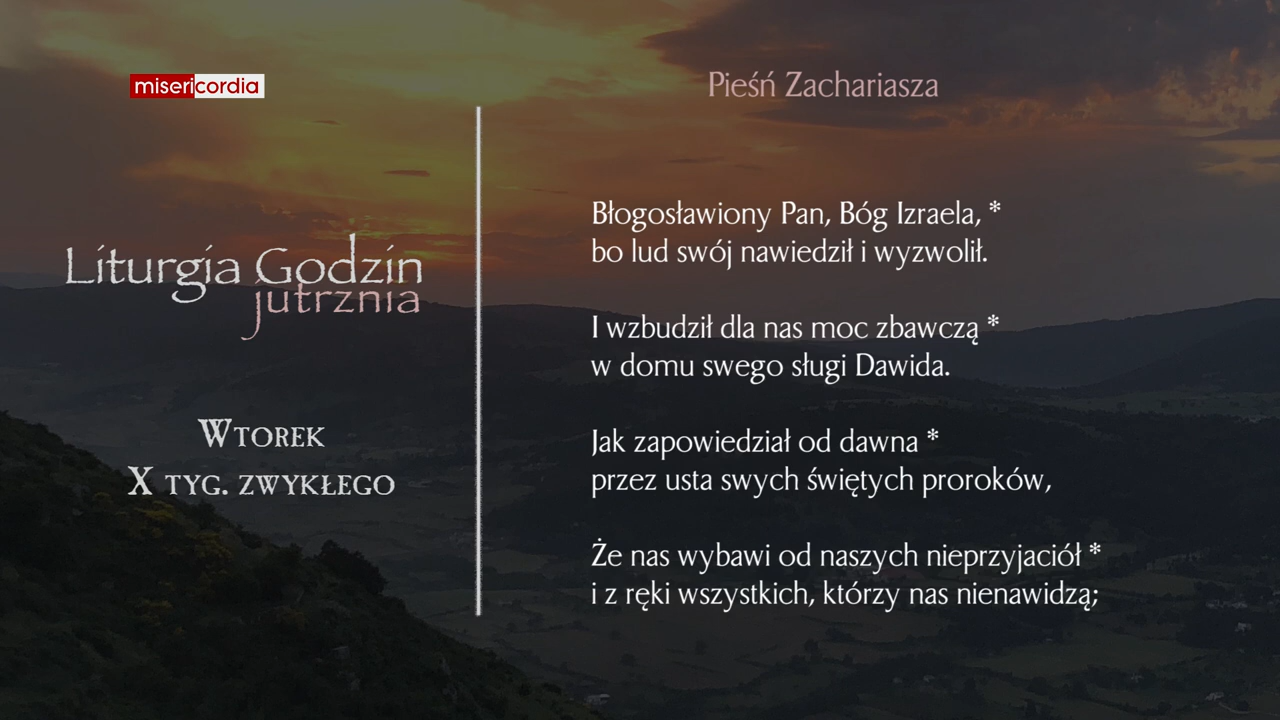 misericordia
Liturgia Godzin
jutrznia
Wtorek
X tyg. zwykłego
Pieśń Zachariasza
Błogosławiony Pan, Bóg Izraela, *
bo lud swój nawiedził i wyzwolił.
I wzbudził dla nas moc zbawczą *
w domu swego sługi Dawida.
Jak zapowiedział od dawna *
przez usta swych świętych proroków,
Że nas wybawi od naszych nieprzyjaciół *
i z ręki wszystkich, którzy nas nienawidzą;